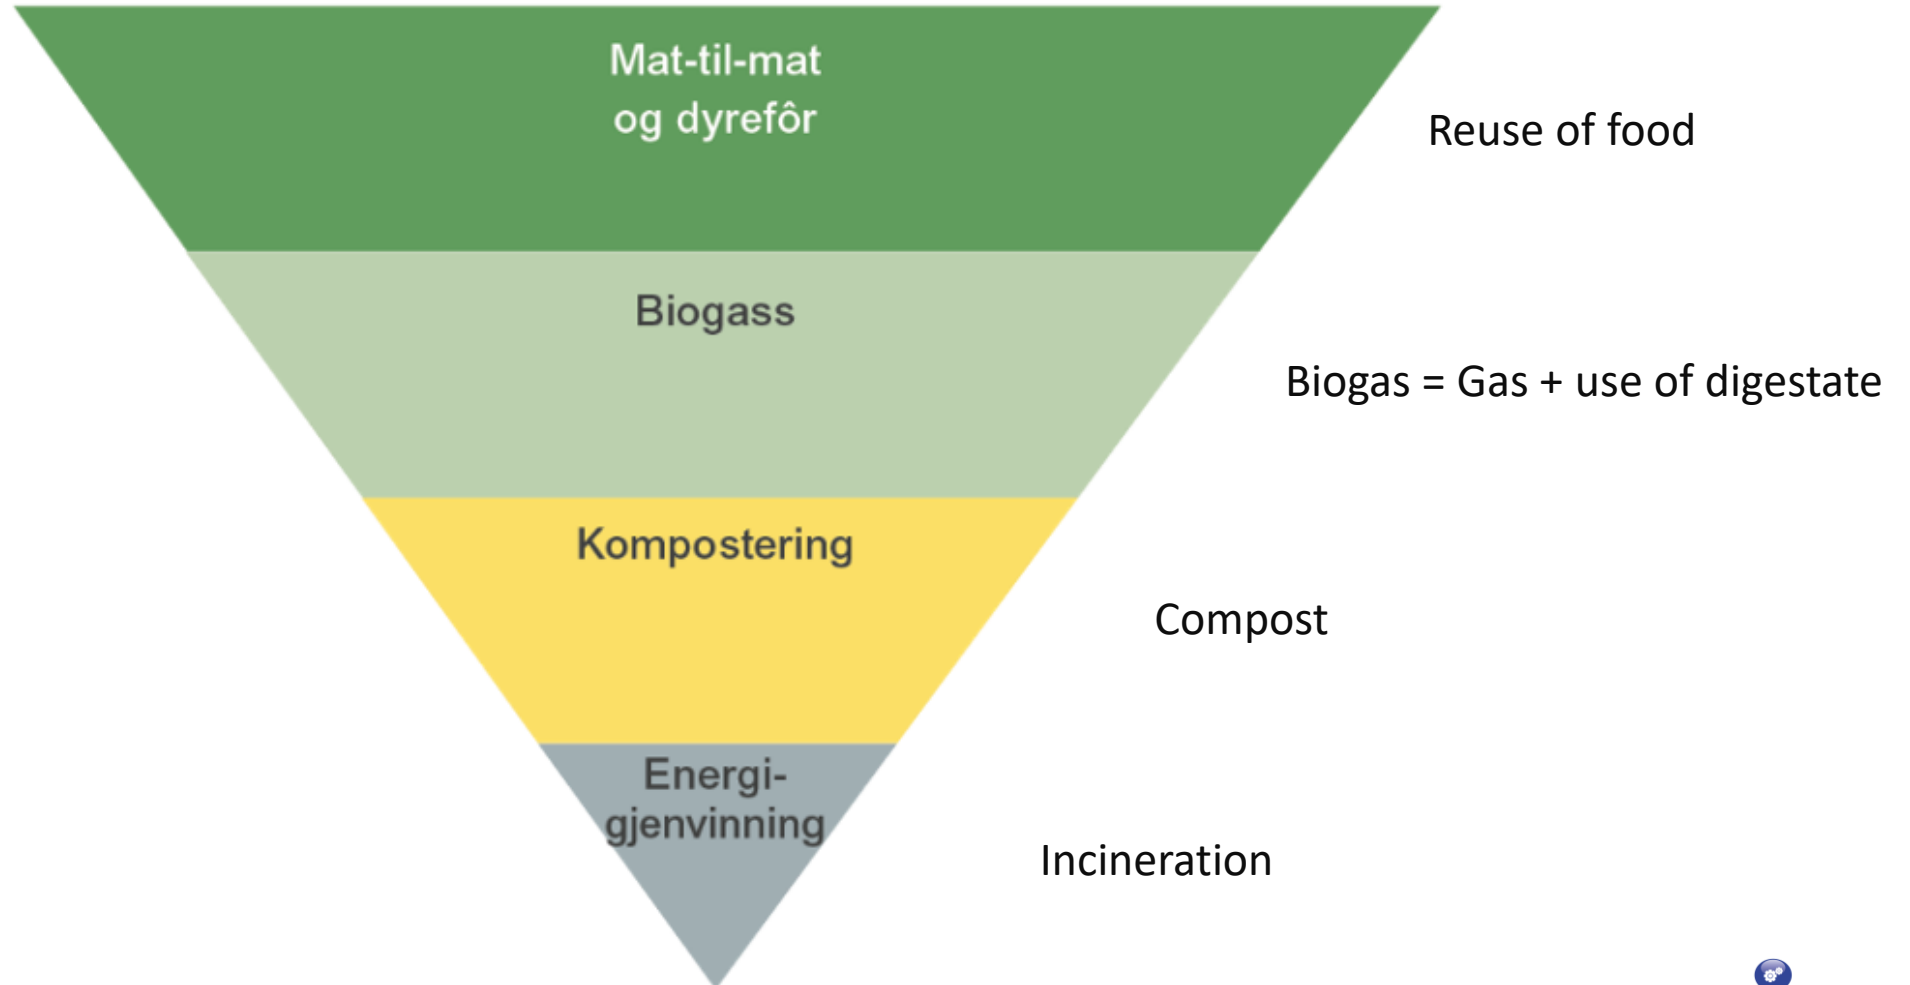 Mat-til-mat
og dyrefôr
Reuse of food
Biogass
Biogas = Gas + use of digestate
Kompostering
Compost
Energi-
gjenvinning
Incineration